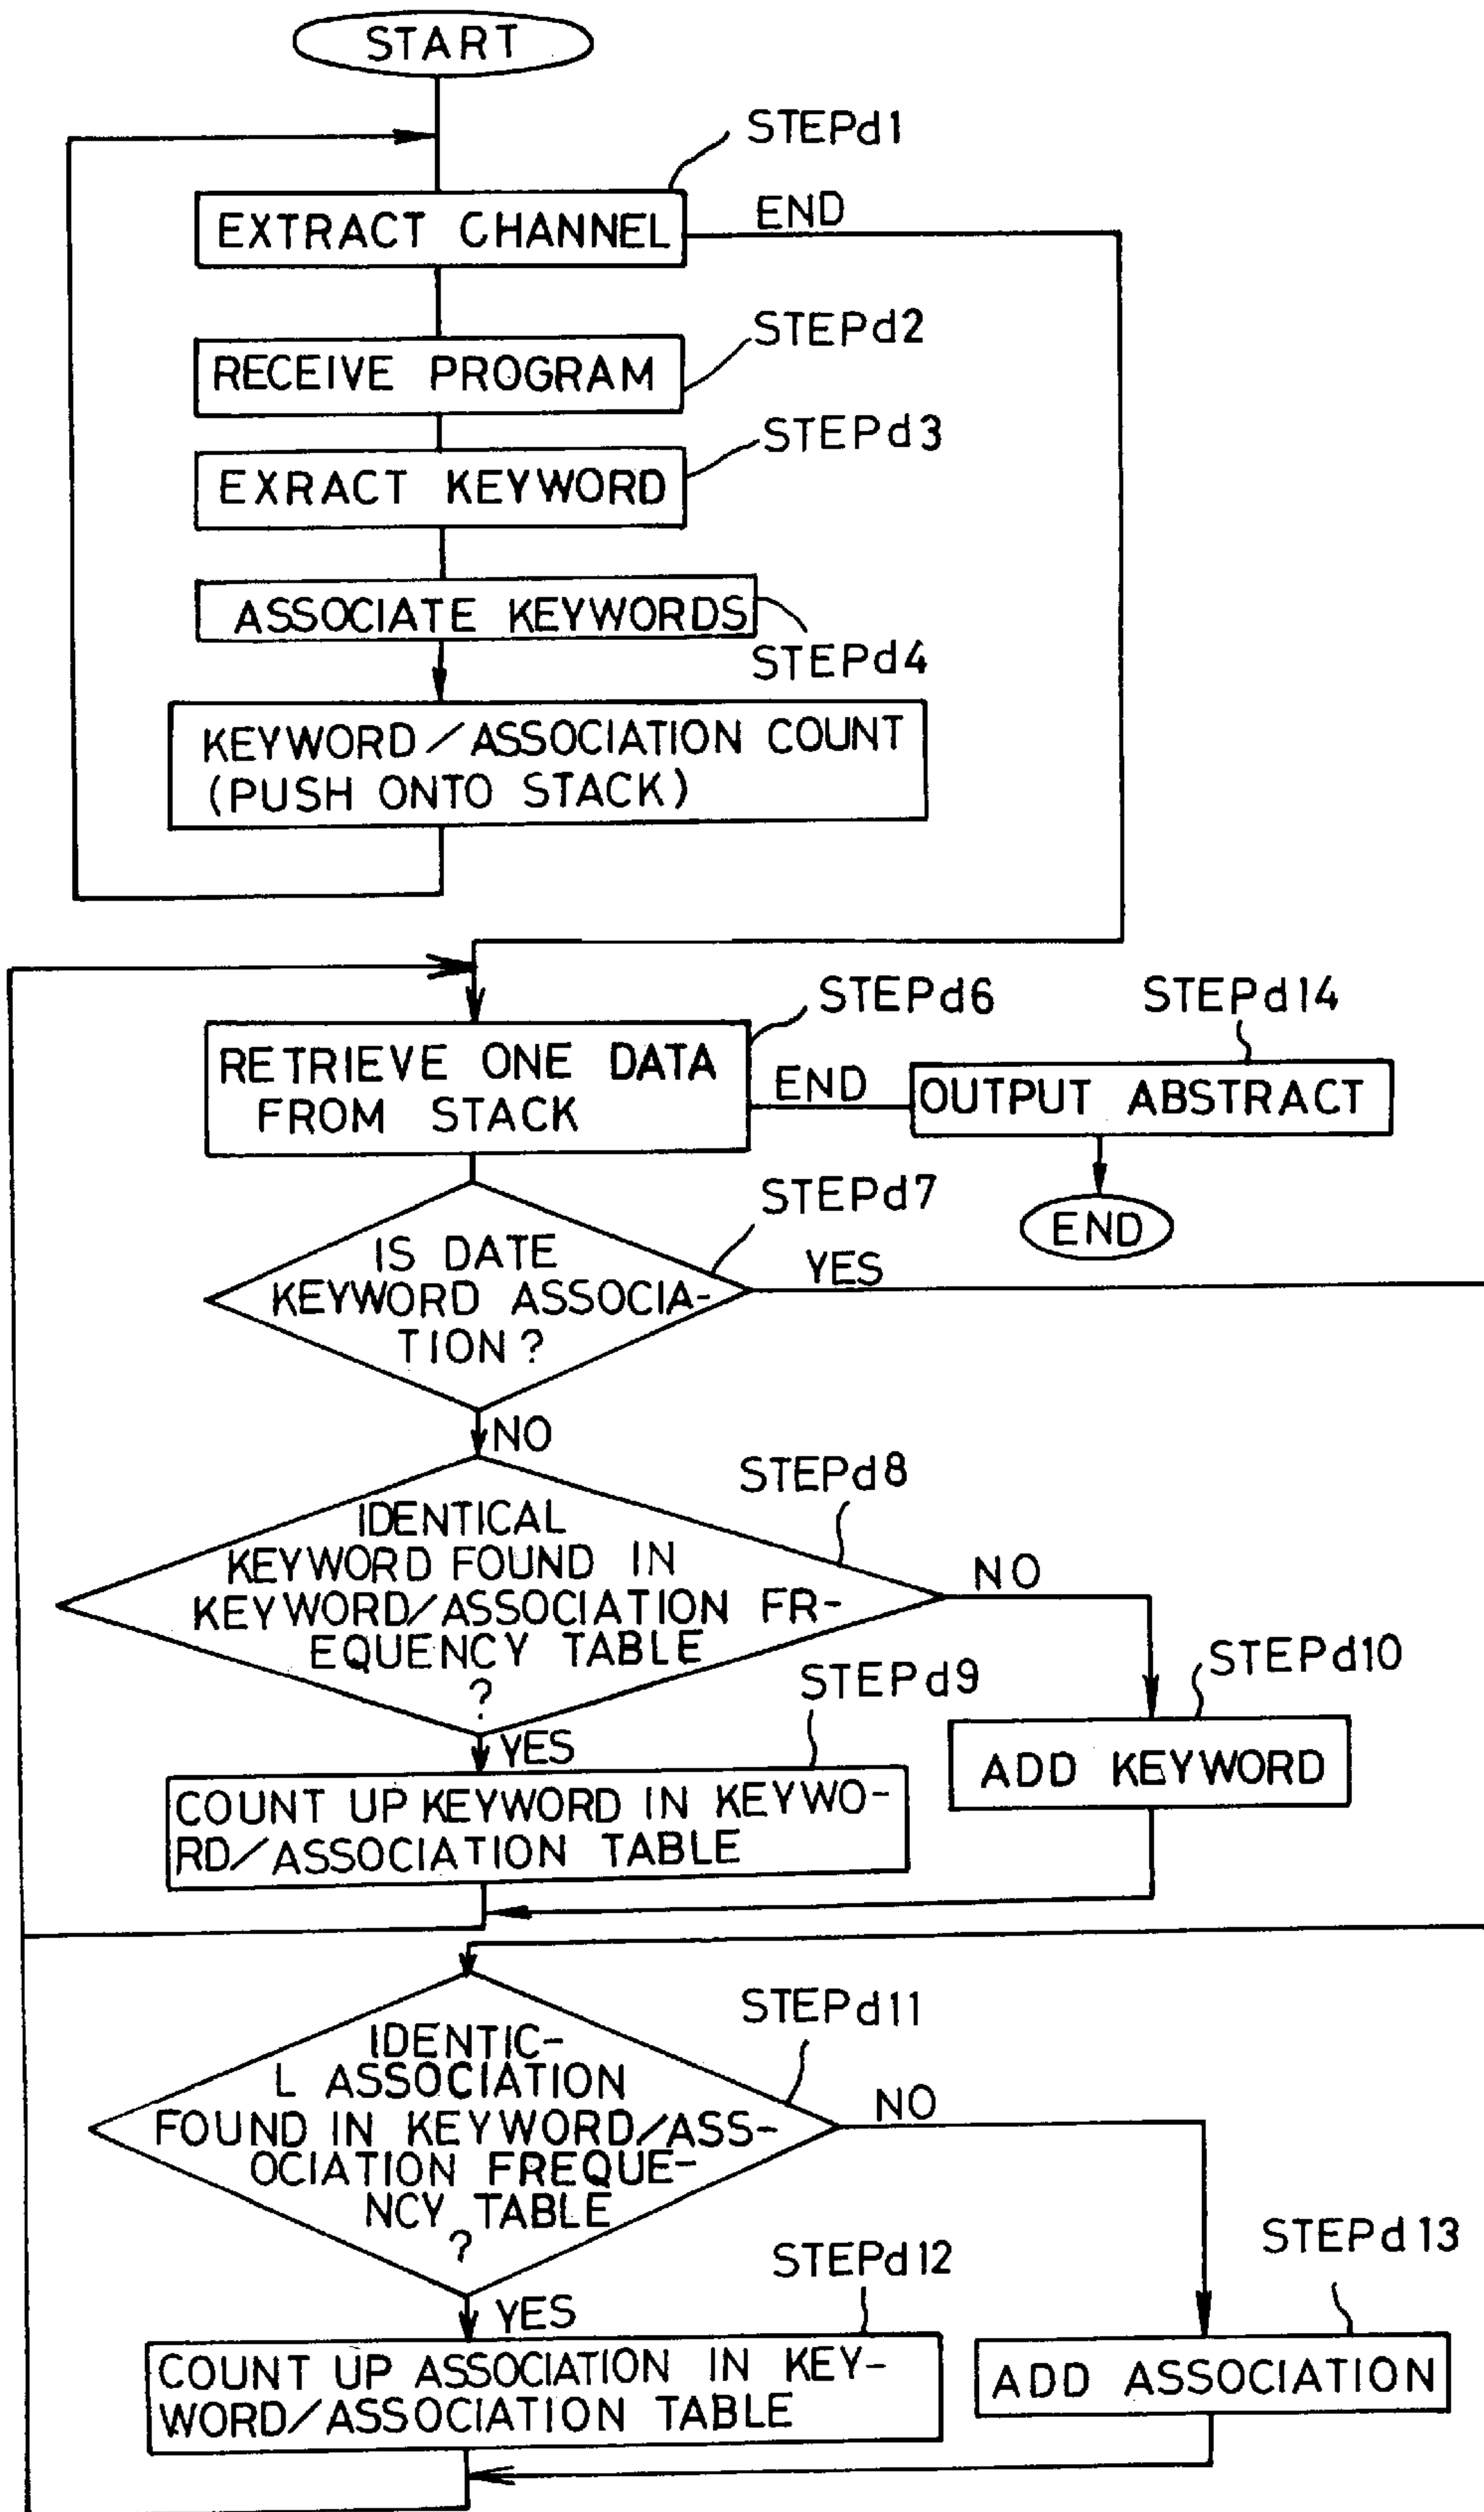 START
STEPd1
EXTRACT CHANNEL
END
STEPd2
RECEIVE PROGRAM
STEPd3
EXRACT KEYWORD
ASSOCIATE KEYWORDS
STEPd4
KEYWORD/ASSOCIATION COUNT
(PUSH ONTO STACK)
STEPd6
STEPd14
RETRIEVE ONE DATA
FROM STACK
END
OUTPUT ABSTRACT
END
STEPd7
IS DATE
KEYWORD ASSOCIA-
TION?
YES
NO
STEPd8
IDENTICAL
KEYWORD FOUND IN
KEYWORD/ASSOCIATION FR-
EQUENCY TABLE
?
NO
STEPd9
STEPd10
YES
ADD KEYWORD
COUNT UP KEYWORD IN KEYWO-
RD/ASSOCIATION TABLE
STEPd11
IDENTIC-
L ASSOCIATION
FOUND IN KEYWORD/ASS-
OCIATION FREQUE-
NCY TABLE
?
NO
STEPd12
STEPd13
YES
COUNT UP ASSOCIATION IN KEY-
WORD/ASSOCIATION TABLE
ADD ASSOCIATION